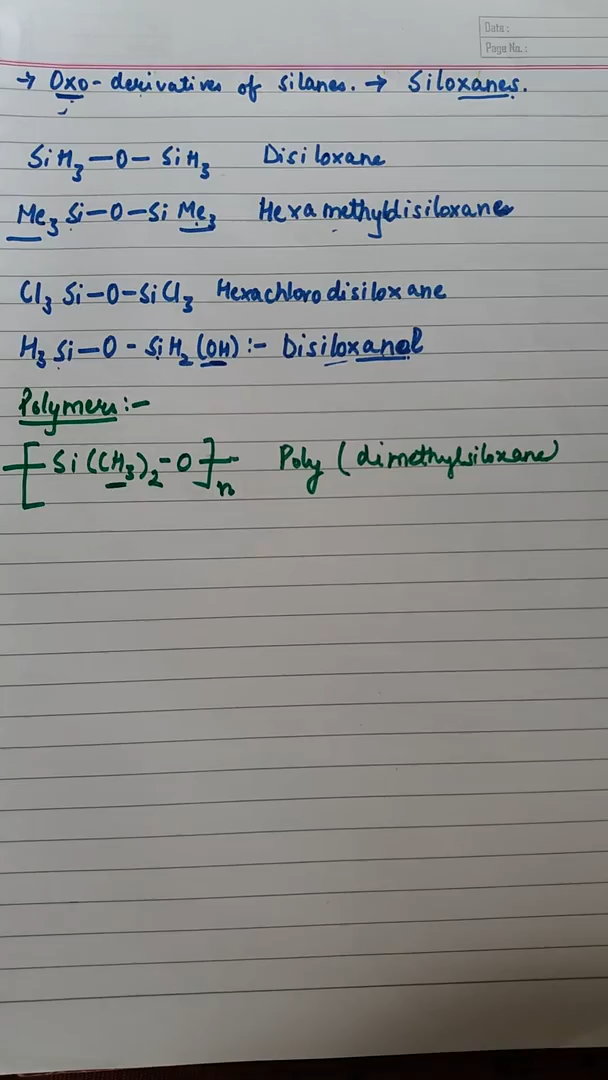 Date :
Page No. :
→ Oxo- derivatives of silanes. → Siloxanes.
SiH₃—O—SiH₃ Disiloxane
Me₃Si—O—SiMe₃ Hexamethyldisiloxane
Cl₃Si—O—SiCl₃ Hexachlorodisiloxane
H₃Si—O-SiH₂(OH) :- Disiloxanol
Polymers :-
[Si(CH₃)₂-O]n Poly (dimethylsiloxane)